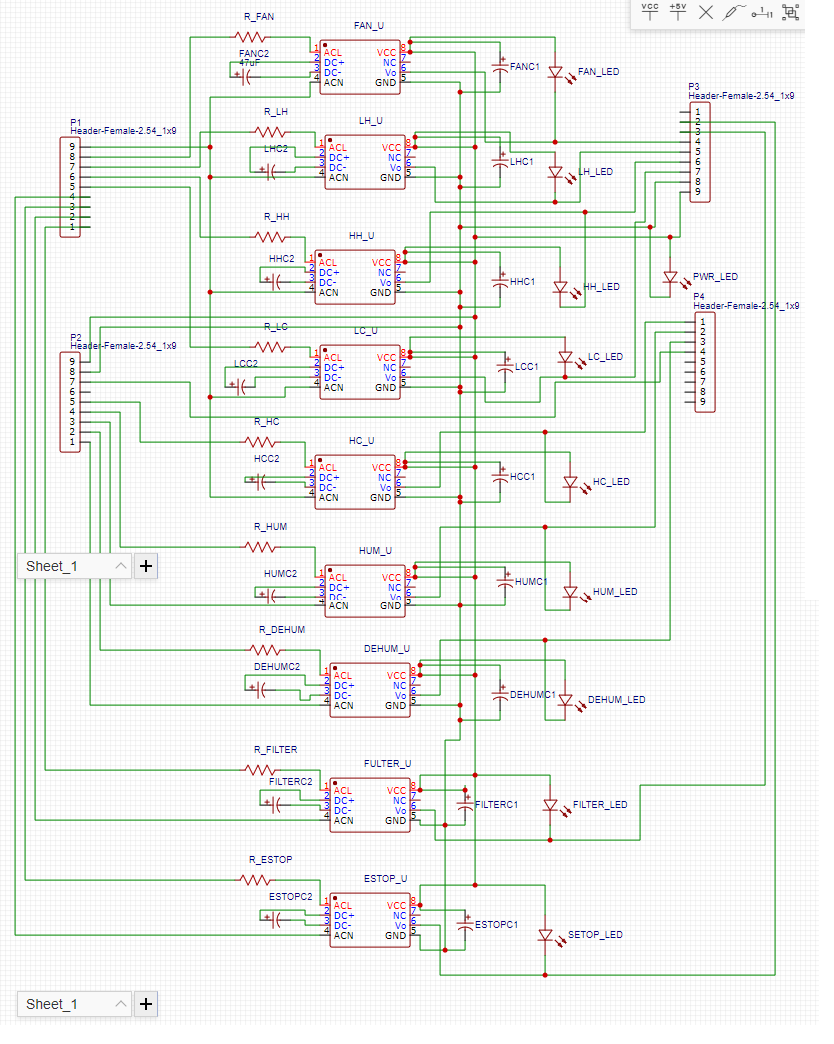 VCC +5V
R_FAN
FAN_U
FANC2
47uF
1 ACL VCC 8
2 DC+ NC 7
3 DC- Vo 6
4 ACN GND 5
FANC1
FAN_LED
P3
Header-Female-2.54_1x9
1
2
3
4
5
6
7
8
9
P1
Header-Female-2.54_1x9
9
8
7
6
5
4
3
2
1
R_LH
LH_U
LHC2
1 ACL VCC 8
2 DC+ NC 7
3 DC- Vo 6
4 ACN GND 5
LHC1
LH_LED
R_HH
HH_U
HHC2
1 ACL VCC 8
2 DC+ NC 7
3 DC- Vo 6
4 ACN GND 5
HHC1
HH_LED
PWR_LED
P4
Header-Female-2.54_1x9
1
2
3
4
5
6
7
8
9
P2
Header-Female-2.54_1x9
9
8
7
6
5
4
3
2
1
R_LC
LC_U
LCC2
1 ACL VCC 8
2 DC+ NC 7
3 DC- Vo 6
4 ACN GND 5
LCC1
LC_LED
R_HC
HC_U
HCC2
1 ACL VCC 8
2 DC+ NC 7
3 DC- Vo 6
4 ACN GND 5
HCC1
HC_LED
R_HUM
HUM_U
Sheet_1 +
HUMC2
1 ACL VCC 8
2 DC+ NC 7
3 DC- Vo 6
4 ACN GND 5
HUMC1
HUM_LED
R_DEHUM
DEHUM_U
DEHUMC2
1 ACL VCC 8
2 DC+ NC 7
3 DC- Vo 6
4 ACN GND 5
DEHUMC1
DEHUM_LED
R_FILTER
FULTER_U
FILTERC2
1 ACL VCC 8
2 DC+ NC 7
3 DC- Vo 6
4 ACN GND 5
FILTERC1
FILTER_LED
R_ESTOP
ESTOP_U
ESTOPC2
1 ACL VCC 8
2 DC+ NC 7
3 DC- Vo 6
4 ACN GND 5
ESTOPC1
SETOP_LED
Sheet_1 +